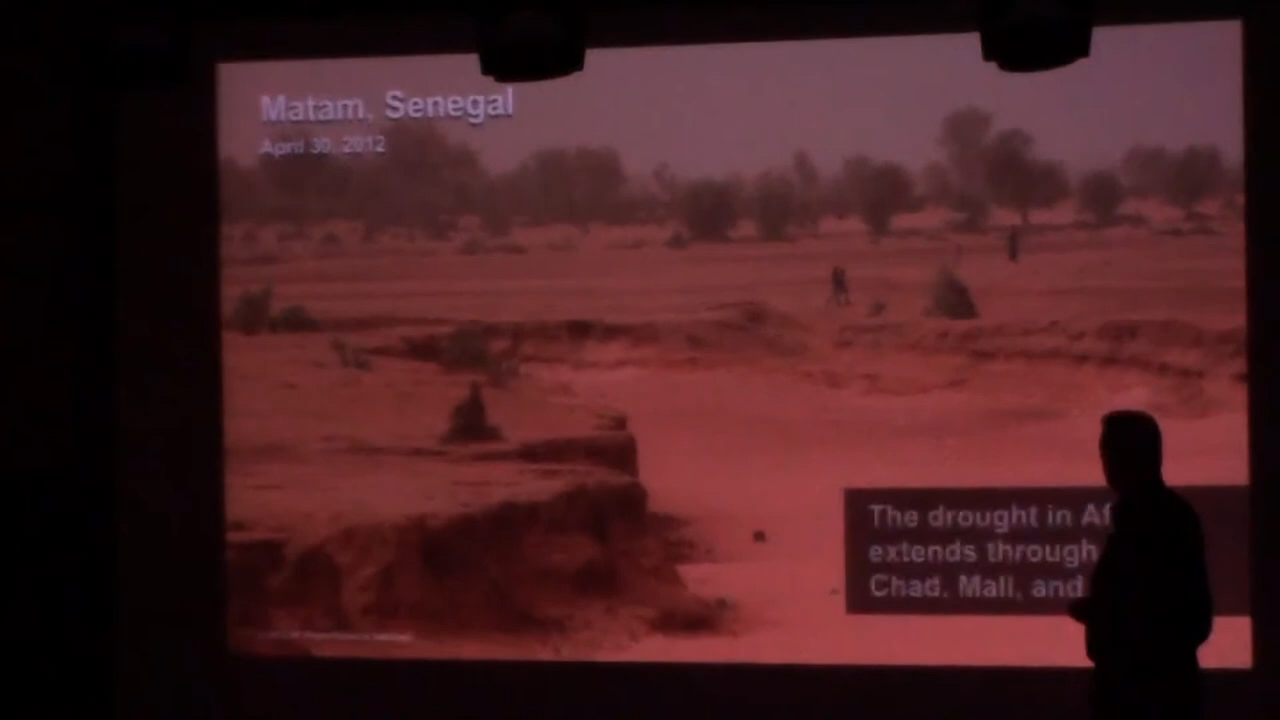 Matam, Senegal
April 30, 2012
The drought in Af
extends through
Chad, Mali, and